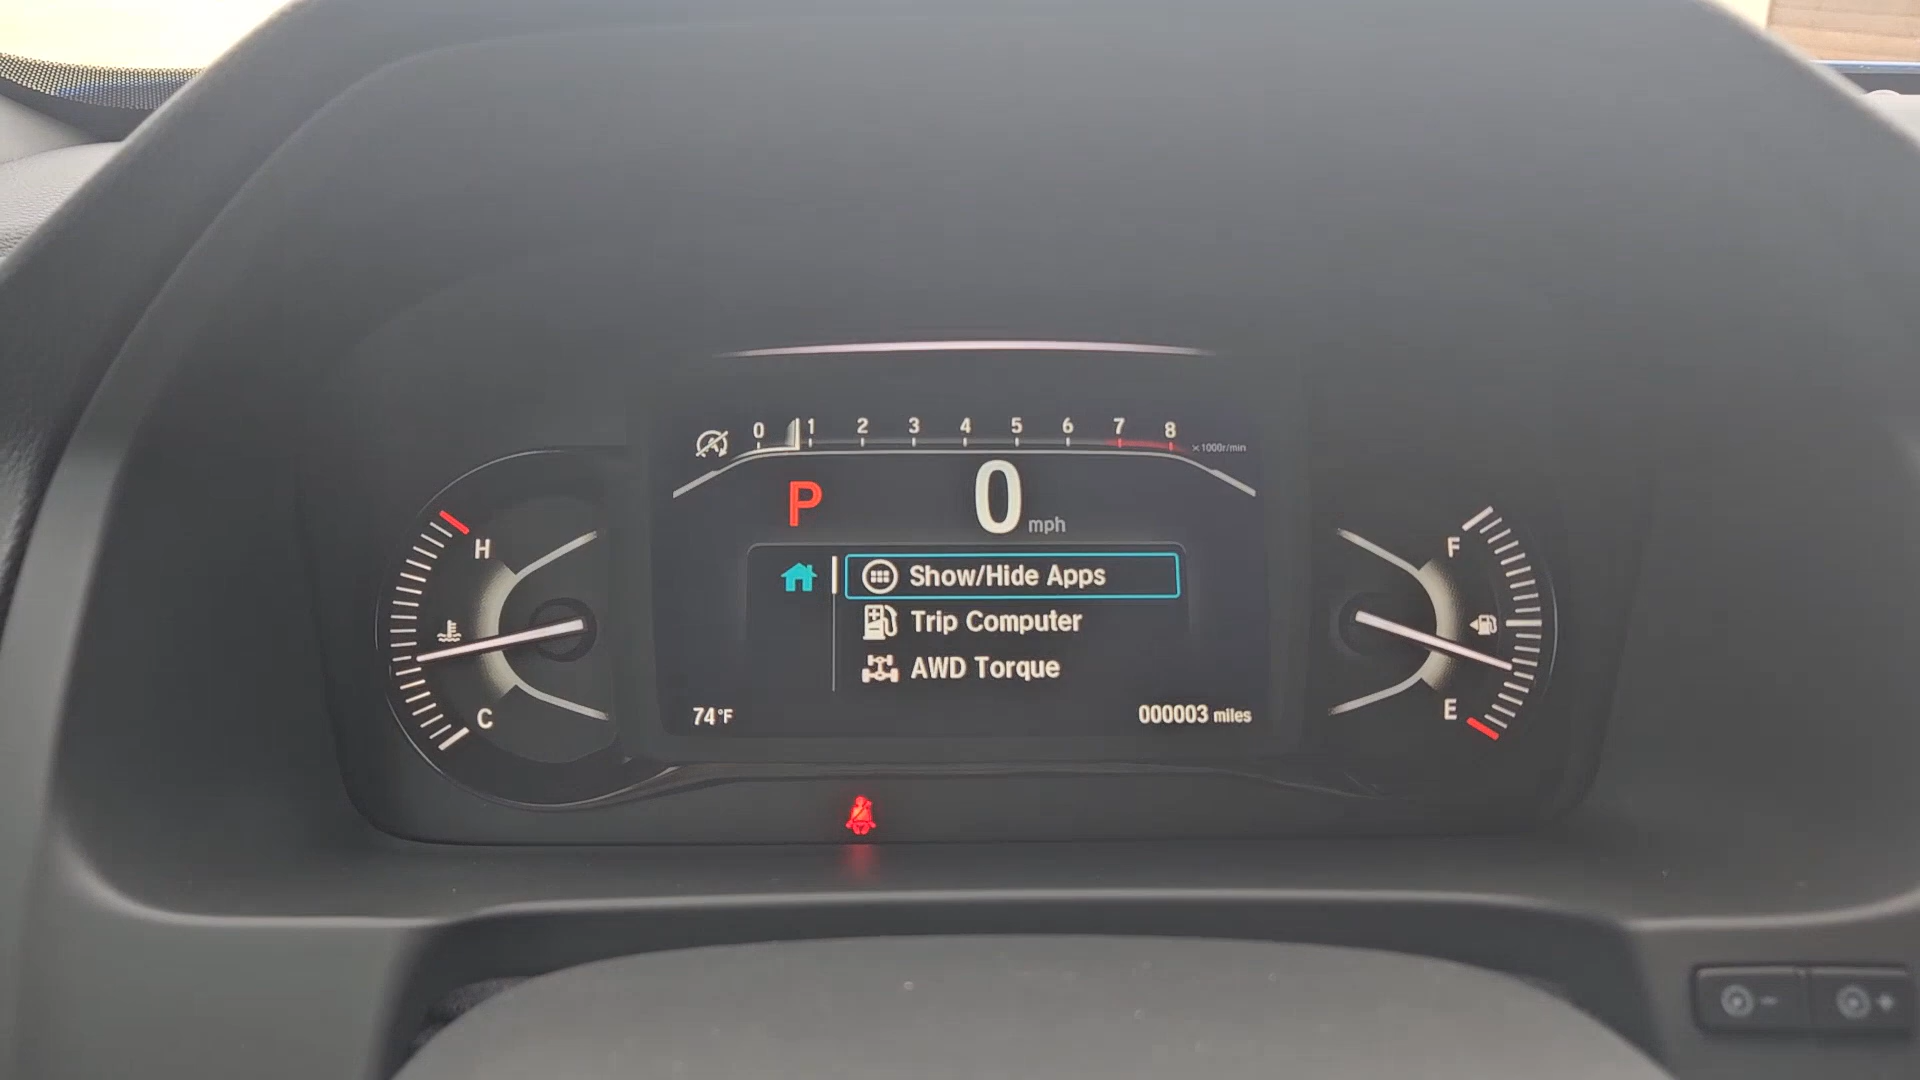 0 1 2 3 4 5 6 7 8 ×1000r/min
P 0 mph
H
F
Show/Hide Apps
Trip Computer
AWD Torque
C
E
74°F
000003 miles